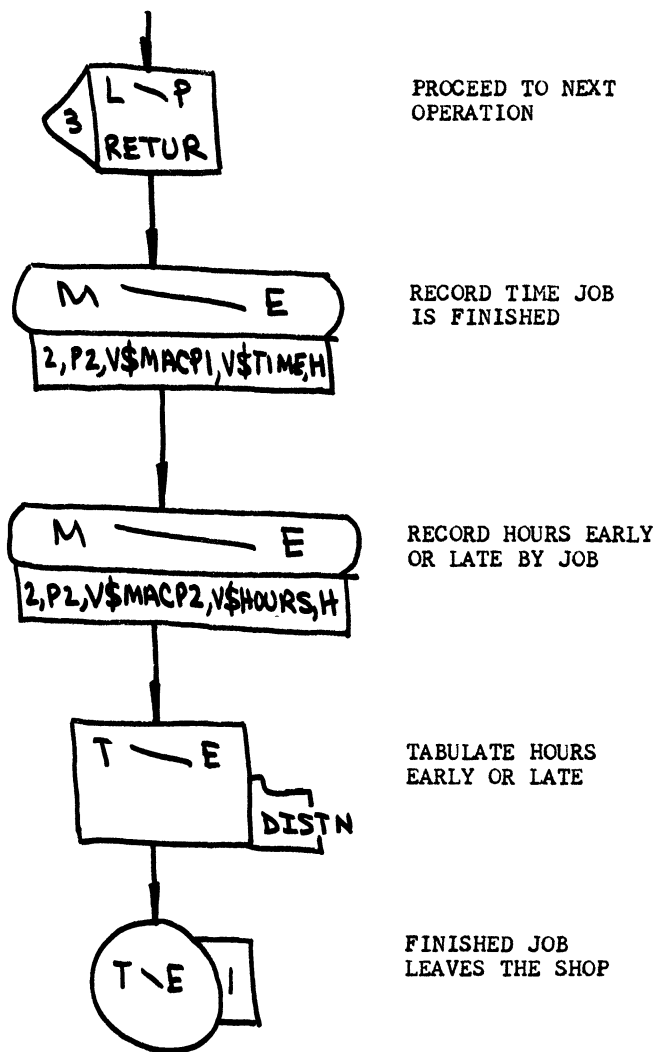 L P
3
RETUR
PROCEED TO NEXT
OPERATION
M E
2,P2,V$MACP1,V$TIME,H
RECORD TIME JOB
IS FINISHED
M E
2,P2,V$MACP2,V$HOURS,H
RECORD HOURS EARLY
OR LATE BY JOB
T E
DISTN
TABULATE HOURS
EARLY OR LATE
T E
1
FINISHED JOB
LEAVES THE SHOP